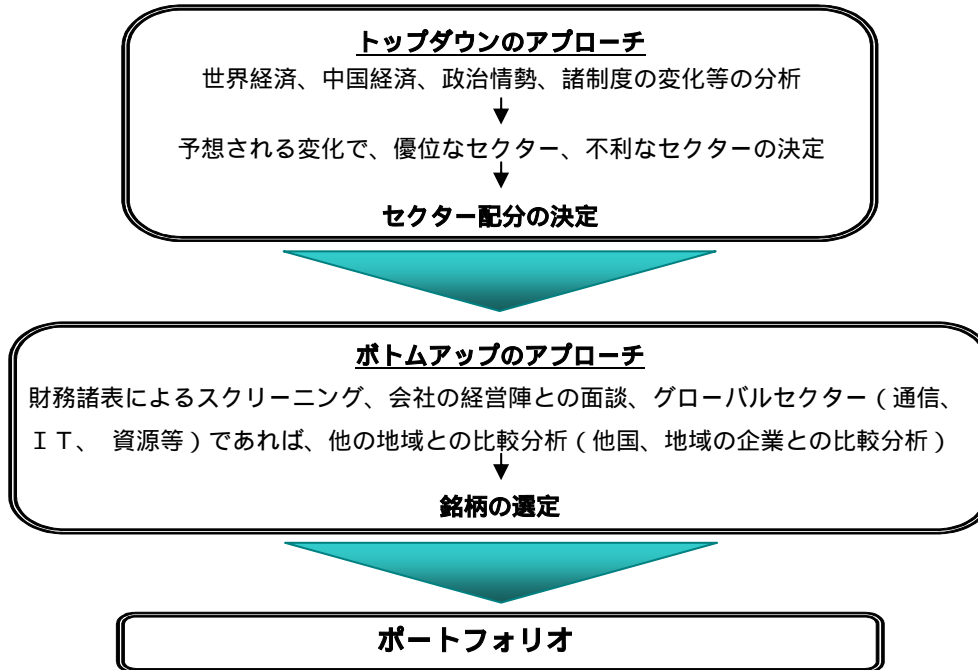 トップダウンのアプローチ
世界経済、中国経済、政治情勢、諸制度の変化等の分析
予想される変化で、優位なセクター、不利なセクターの決定
セクター配分の決定
ボトムアップのアプローチ
財務諸表によるスクリーニング、会社の経営陣との面談、グローバルセクター（通信、
ＩＴ、 資源等）であれば、他の地域との比較分析（他国、地域の企業との比較分析）
銘柄の選定
ポートフォリオ